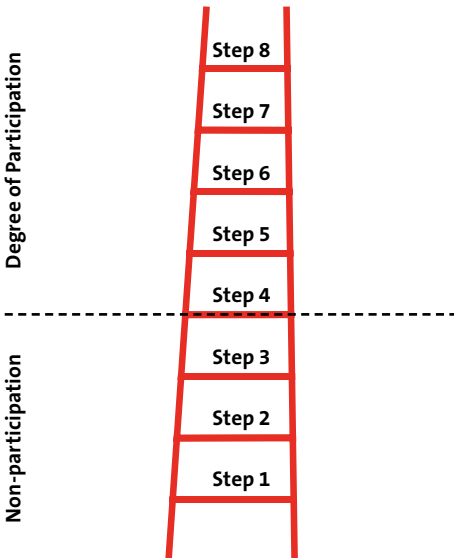 Degree of Participation
Step 8
Step 7
Step 6
Step 5
Step 4
Non-participation
Step 3
Step 2
Step 1